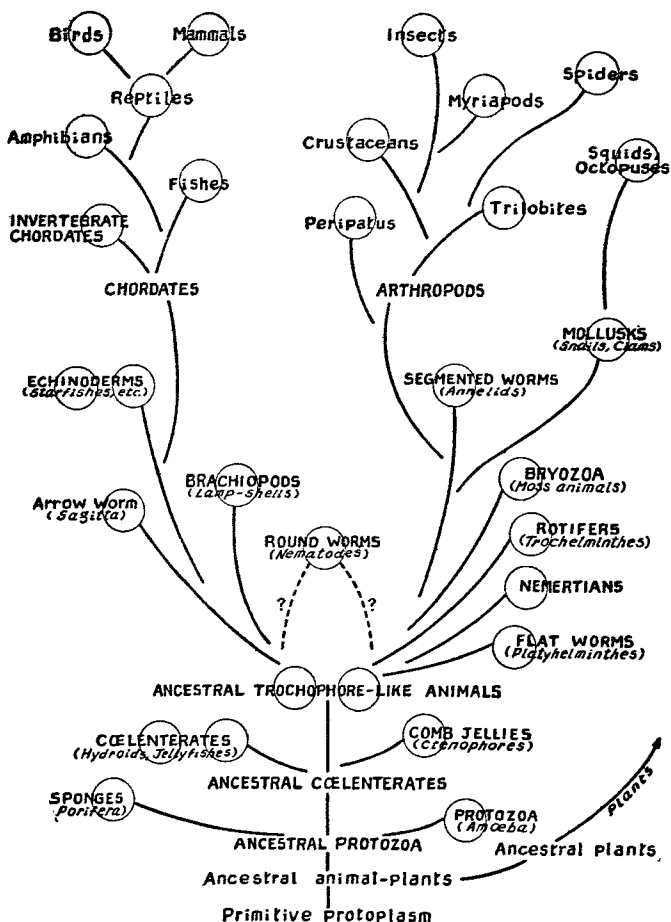 Birds
Mammals
Insects
Spiders
Reptiles
Myriapods
Amphibians
Crustaceans
Squids,
Octopuses
Fishes
Trilobites
INVERTEBRATE
CHORDATES
Peripatus
CHORDATES
ARTHROPODS
MOLLUSKS
(Snails, Clams)
ECHINODERMS
(Starfishes, etc.)
SEGMENTED WORMS
(Annelids)
BRACHIOPODS
(Lamp-shells)
BRYOZOA
(Moss animals)
Arrow Worm
(Sagitta)
ROTIFERS
(Trochelminthes)
ROUND WORMS
(Nematodes)
NEMERTIANS
? ?
FLAT WORMS
(Platyhelminthes)
ANCESTRAL TROCHOPHORE-LIKE ANIMALS
CŒLENTERATES
(Hydroids, Jellyfishes)
COMB JELLIES
(Ctenophores)
ANCESTRAL CŒLENTERATES
SPONGES
(Porifera)
PROTOZOA
(Amœba)
Plants
ANCESTRAL PROTOZOA
Ancestral plants
Ancestral animal-plants
Primitive Protoplasm